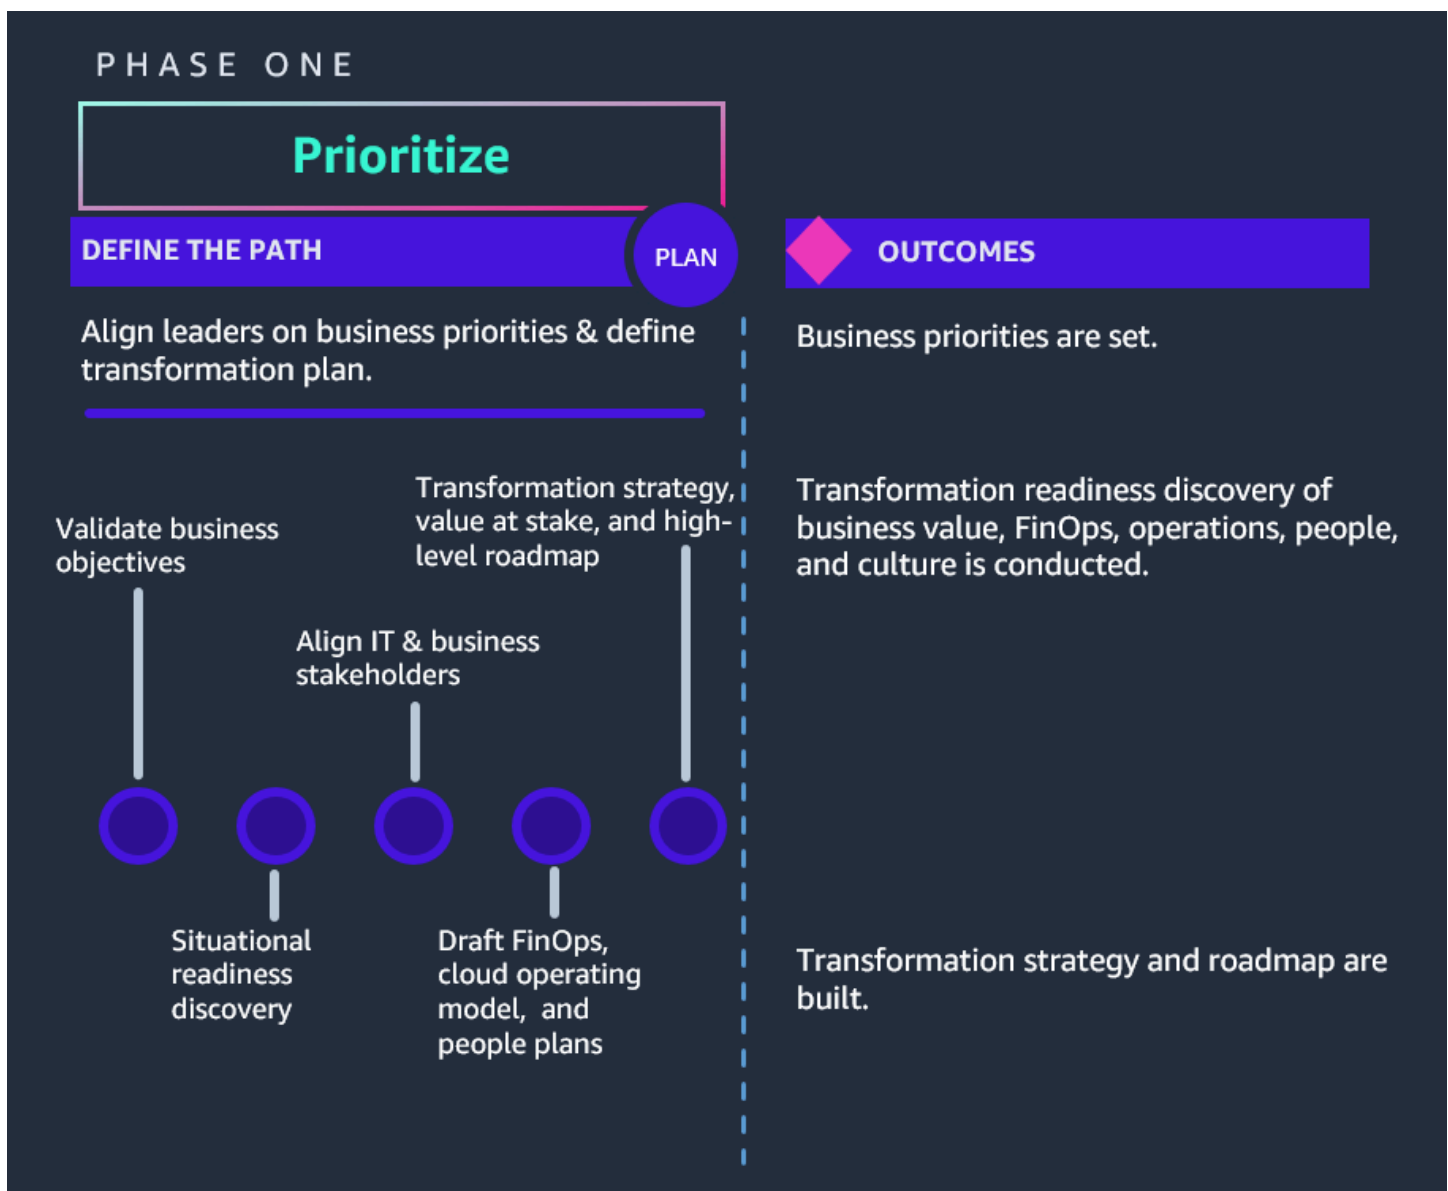 PHASE ONE
Prioritize
DEFINE THE PATH
PLAN
Align leaders on business priorities & define
transformation plan.
Validate business
objectives
Situational
readiness
discovery
Align IT & business
stakeholders
Draft FinOps,
cloud operating
model,  and
people plans
Transformation strategy,
value at stake, and high-
level roadmap
OUTCOMES
Business priorities are set.
Transformation readiness discovery of
business value, FinOps, operations, people,
and culture is conducted.
Transformation strategy and roadmap are
built.